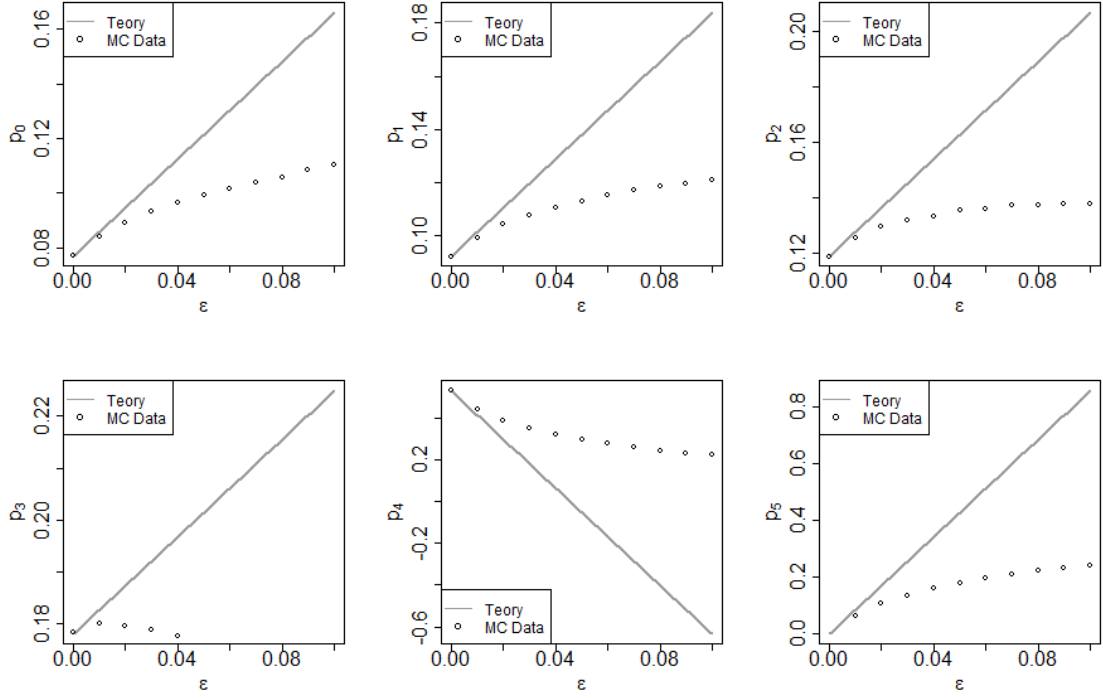 Teory
MC Data
p0
0.08 0.12 0.16
0.00 0.04 0.08
ε
Teory
MC Data
p1
0.10 0.14 0.18
0.00 0.04 0.08
ε
Teory
MC Data
p2
0.12 0.16 0.20
0.00 0.04 0.08
ε
Teory
MC Data
p3
0.18 0.20 0.22
0.00 0.04 0.08
ε
Teory
MC Data
p4
-0.6 -0.2 0.2
0.00 0.04 0.08
ε
Teory
MC Data
p5
0.0 0.2 0.4 0.6 0.8
0.00 0.04 0.08
ε